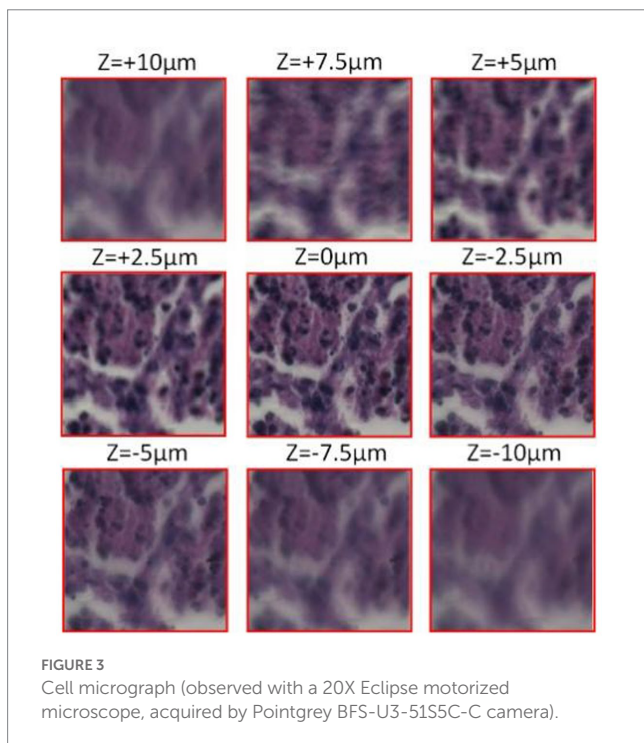 Z=+10μm Z=+7.5μm Z=+5μm
Z=+2.5μm Z=0μm Z=-2.5μm
Z=-5μm Z=-7.5μm Z=-10μm
FIGURE 3
Cell micrograph (observed with a 20X Eclipse motorized
microscope, acquired by Pointgrey BFS-U3-51S5C-C camera).